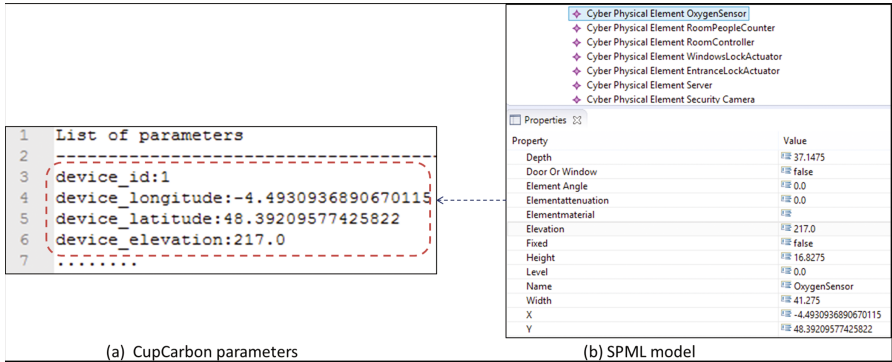 1 List of parameters
2 ------------------------------------
3 device_id:1
4 device_longitude:-4.4930936890670115
5 device_latitude:48.39209577425822
6 device_elevation:217.0
7 ........
(a) CupCarbon parameters
Cyber Physical Element OxygenSensor
Cyber Physical Element RoomPeopleCounter
Cyber Physical Element RoomController
Cyber Physical Element WindowsLockActuator
Cyber Physical Element EntranceLockActuator
Cyber Physical Element Server
Cyber Physical Element Security Camera
Properties
Property Value
Depth 37.1475
Door Or Window false
Element Angle 0.0
Elementattenuation 0.0
Elementmaterial
Elevation 217.0
Fixed false
Height 16.8275
Level 0.0
Name OxygenSensor
Width 41.275
X -4.4930936890670115
Y 48.39209577425822
(b) SPML model